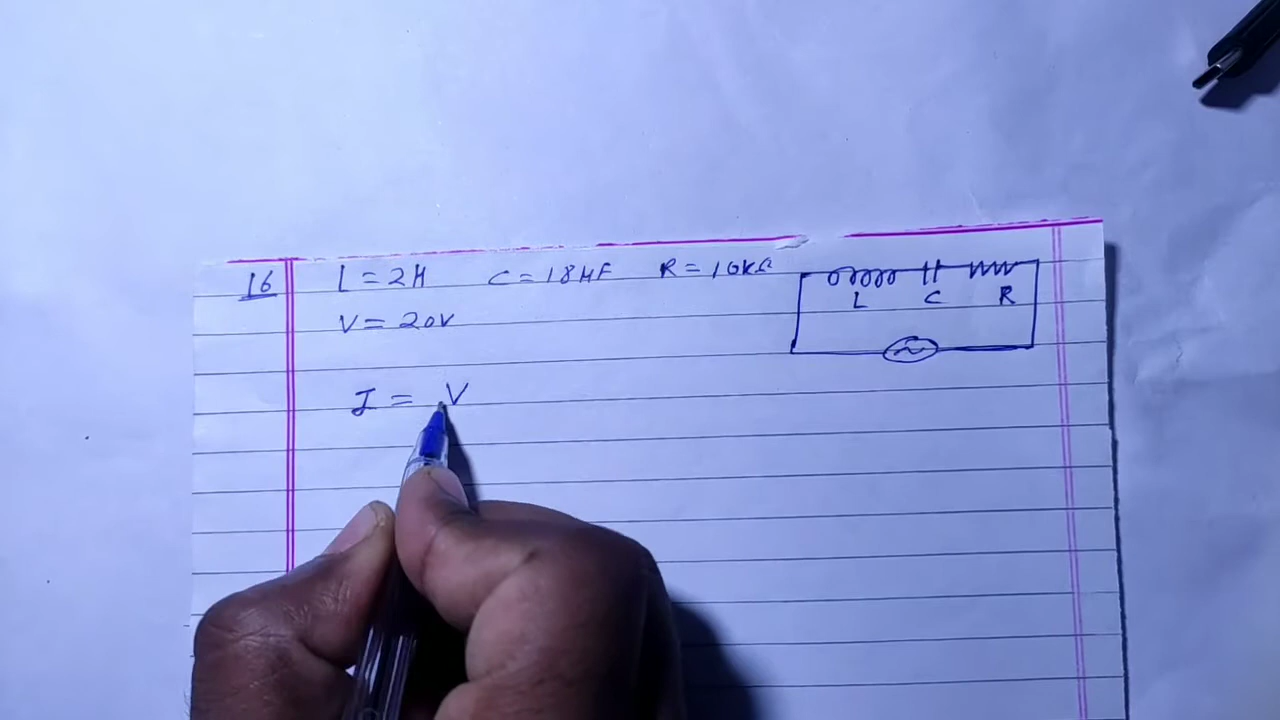 16 L = 2H C = 18μF R = 10kΩ
V = 20V
L C R
I = V